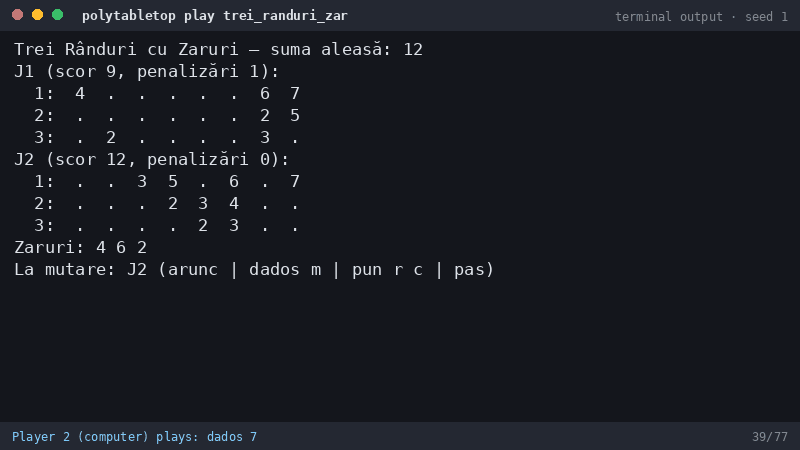 polytabletop play trei_randuri_zar
terminal output · seed 1
Trei Rânduri cu Zaruri — suma aleasă: 12
J1 (scor 9, penalizări 1):
1: 4 . . . . . 6 7
2: . . . . . . 2 5
3: . 2 . . . . 3 .
J2 (scor 12, penalizări 0):
1: . . 3 5 . 6 . 7
2: . . . 2 3 4 . .
3: . . . . 2 3 . .
Zaruri: 4 6 2
La mutare: J2 (arunc | dados m | pun r c | pas)
Player 2 (computer) plays: dados 7
39/77